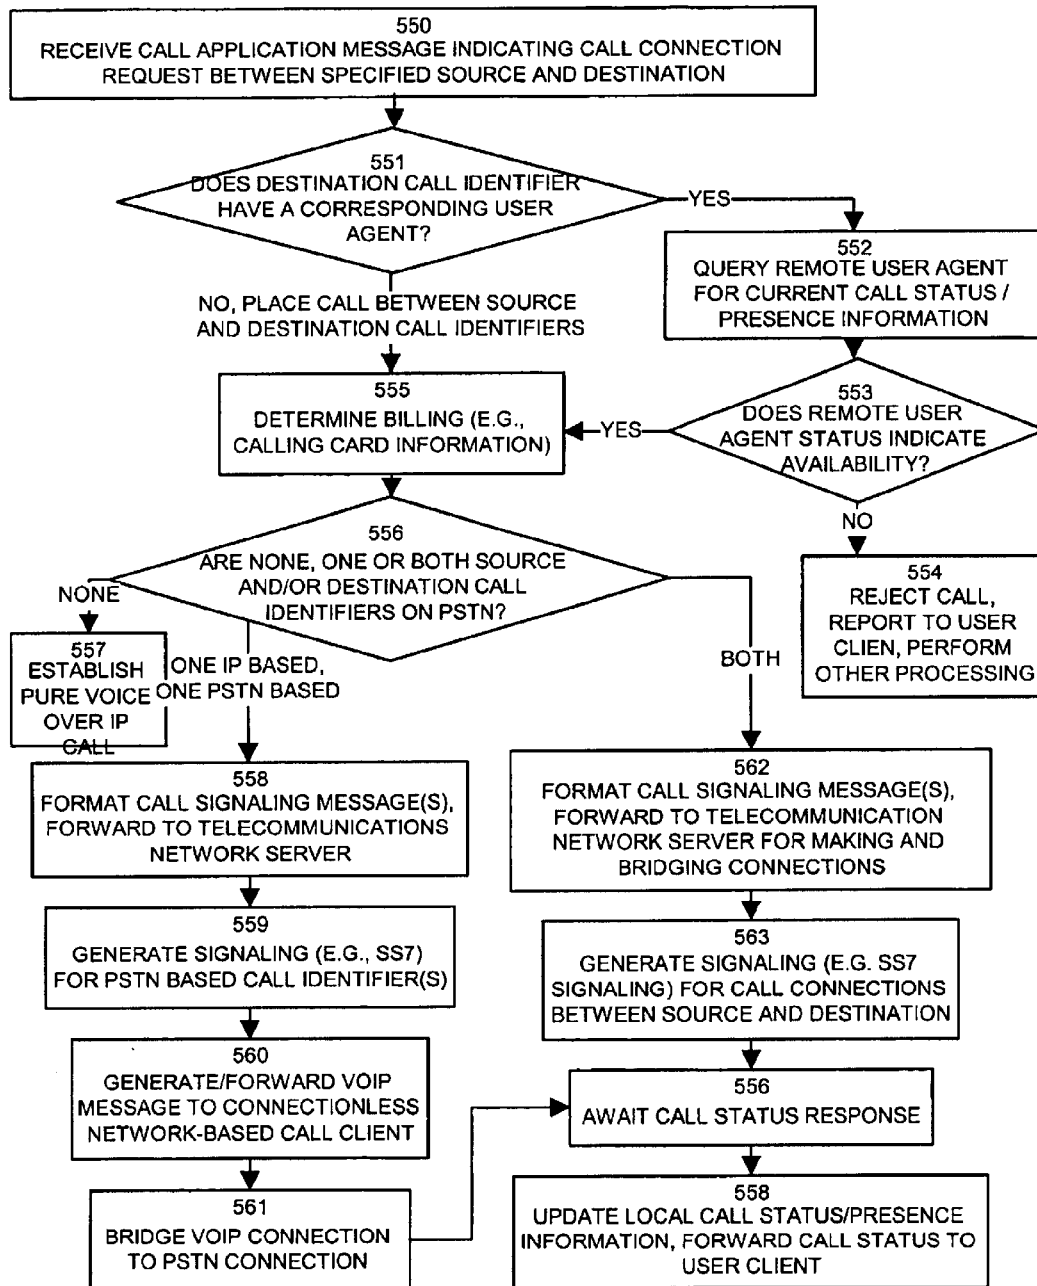 550
RECEIVE CALL APPLICATION MESSAGE INDICATING CALL CONNECTION
REQUEST BETWEEN SPECIFIED SOURCE AND DESTINATION
551
DOES DESTINATION CALL IDENTIFIER
HAVE A CORRESPONDING USER
AGENT?
YES
552
QUERY REMOTE USER AGENT
FOR CURRENT CALL STATUS /
PRESENCE INFORMATION
NO, PLACE CALL BETWEEN SOURCE
AND DESTINATION CALL IDENTIFIERS
553
DOES REMOTE USER
AGENT STATUS INDICATE
AVAILABILITY?
YES
555
DETERMINE BILLING (E.G.,
CALLING CARD INFORMATION)
NO
554
REJECT CALL,
REPORT TO USER
CLIEN, PERFORM
OTHER PROCESSING
556
ARE NONE, ONE OR BOTH SOURCE
AND/OR DESTINATION CALL
IDENTIFIERS ON PSTN?
NONE
557
ESTABLISH
PURE VOICE
OVER IP
CALL
ONE IP BASED,
ONE PSTN BASED
BOTH
558
FORMAT CALL SIGNALING MESSAGE(S),
FORWARD TO TELECOMMUNICATIONS
NETWORK SERVER
562
FORMAT CALL SIGNALING MESSAGE(S),
FORWARD TO TELECOMMUNICATION
NETWORK SERVER FOR MAKING AND
BRIDGING CONNECTIONS
559
GENERATE SIGNALING (E.G., SS7)
FOR PSTN BASED CALL IDENTIFIER(S)
563
GENERATE SIGNALING (E.G. SS7
SIGNALING) FOR CALL CONNECTIONS
BETWEEN SOURCE AND DESTINATION
560
GENERATE/FORWARD VOIP
MESSAGE TO CONNECTIONLESS
NETWORK-BASED CALL CLIENT
556
AWAIT CALL STATUS RESPONSE
561
BRIDGE VOIP CONNECTION
TO PSTN CONNECTION
558
UPDATE LOCAL CALL STATUS/PRESENCE
INFORMATION, FORWARD CALL STATUS TO
USER CLIENT